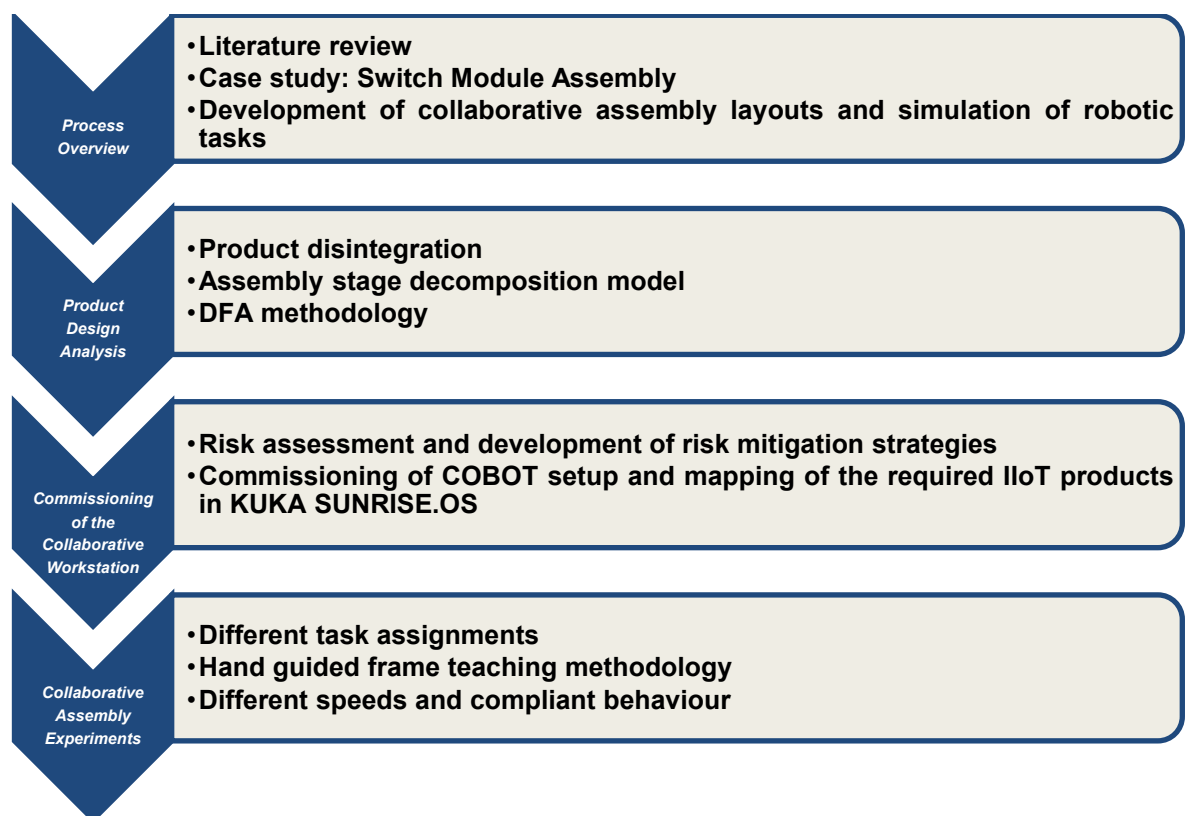 Process
Overview
•Literature review
•Case study: Switch Module Assembly
•Development of collaborative assembly layouts and simulation of robotic
tasks
Product
Design
Analysis
•Product disintegration
•Assembly stage decomposition model
•DFA methodology
Commissioning
of the
Collaborative
Workstation
•Risk assessment and development of risk mitigation strategies
•Commissioning of COBOT setup and mapping of the required IIoT products
in KUKA SUNRISE.OS
Collaborative
Assembly
Experiments
•Different task assignments
•Hand guided frame teaching methodology
•Different speeds and compliant behaviour